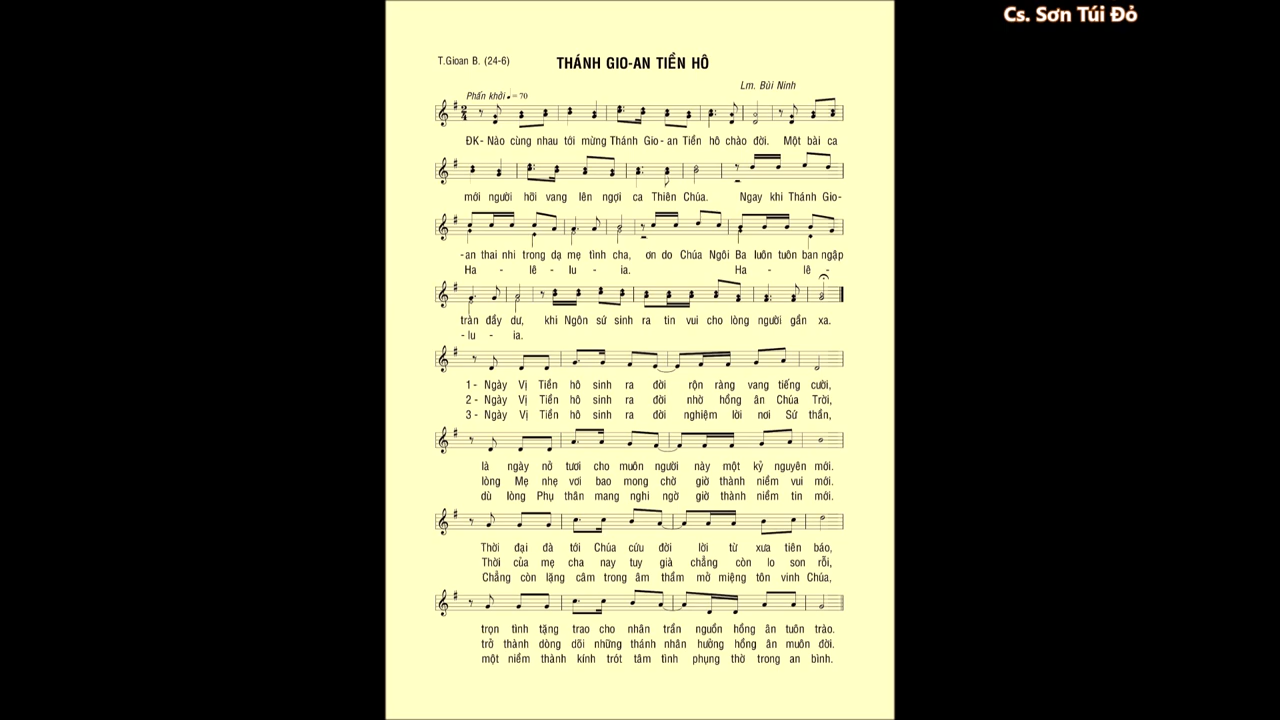 Cs. Sơn Túi Đỏ
T.Gioan B. (24-6)
THÁNH GIO-AN TIỀN HÔ
Lm. Bùi Ninh
Phấn khởi ♩ = 70
ĐK- Nào cùng nhau tới mừng Thánh Gio - an Tiền hô chào đời. Một bài ca
mới người hỡi vang lên ngợi ca Thiên Chúa. Ngay khi Thánh Gio-
-an thai nhi trong dạ mẹ tình cha, ơn do Chúa Ngôi Ba luôn tuôn ban ngập
Ha - lê - lu - ia. Ha - lê -
tràn đầy dư, khi Ngôn sứ sinh ra tin vui cho lòng người gần xa.
- lu - ia.
1 - Ngày Vị Tiền hô sinh ra đời rộn ràng vang tiếng cười,
2 - Ngày Vị Tiền hô sinh ra đời nhờ hồng ân Chúa Trời,
3 - Ngày Vị Tiền hô sinh ra đời nghiệm lời nơi Sứ thần,
là ngày nở tươi cho muôn người này một kỷ nguyên mới.
lòng Mẹ nhẹ vơi bao mong chờ giờ thành niềm vui mới.
dù lòng Phụ thân mang nghi ngờ giờ thành niềm tin mới.
Thời đại đà tới Chúa cứu đời lời từ xưa tiên báo,
Thời của mẹ cha nay tuy già chẳng còn lo son rỗi,
Chẳng còn lặng câm trong âm thầm mở miệng tôn vinh Chúa,
trọn tình tặng trao cho nhân trần nguồn hồng ân tuôn trào.
trở thành dòng dõi những thánh nhân hưởng hồng ân muôn đời.
một niềm thành kính trót tâm tình phụng thờ trong an bình.